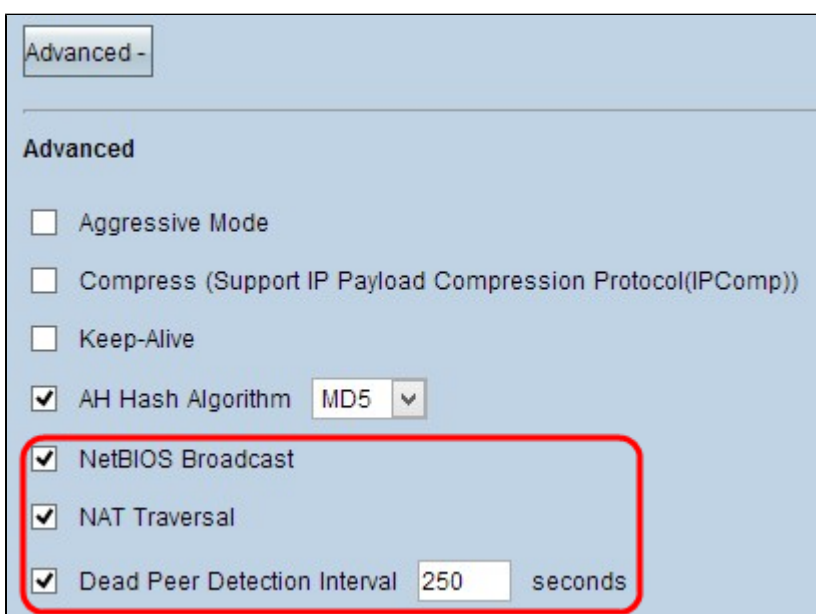 Advanced -
Advanced
Aggressive Mode
Compress (Support IP Payload Compression Protocol(IPComp))
Keep-Alive
AH Hash Algorithm MD5
NetBIOS Broadcast
NAT Traversal
Dead Peer Detection Interval 250 seconds